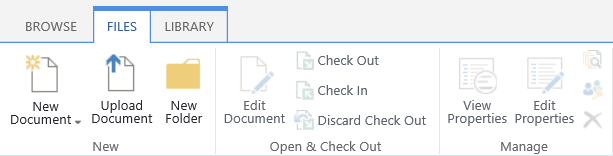 BROWSE FILES LIBRARY
New Document
Upload Document
New Folder
Edit Document
Check Out
Check In
Discard Check Out
View Properties
Edit Properties
New Open & Check Out Manage